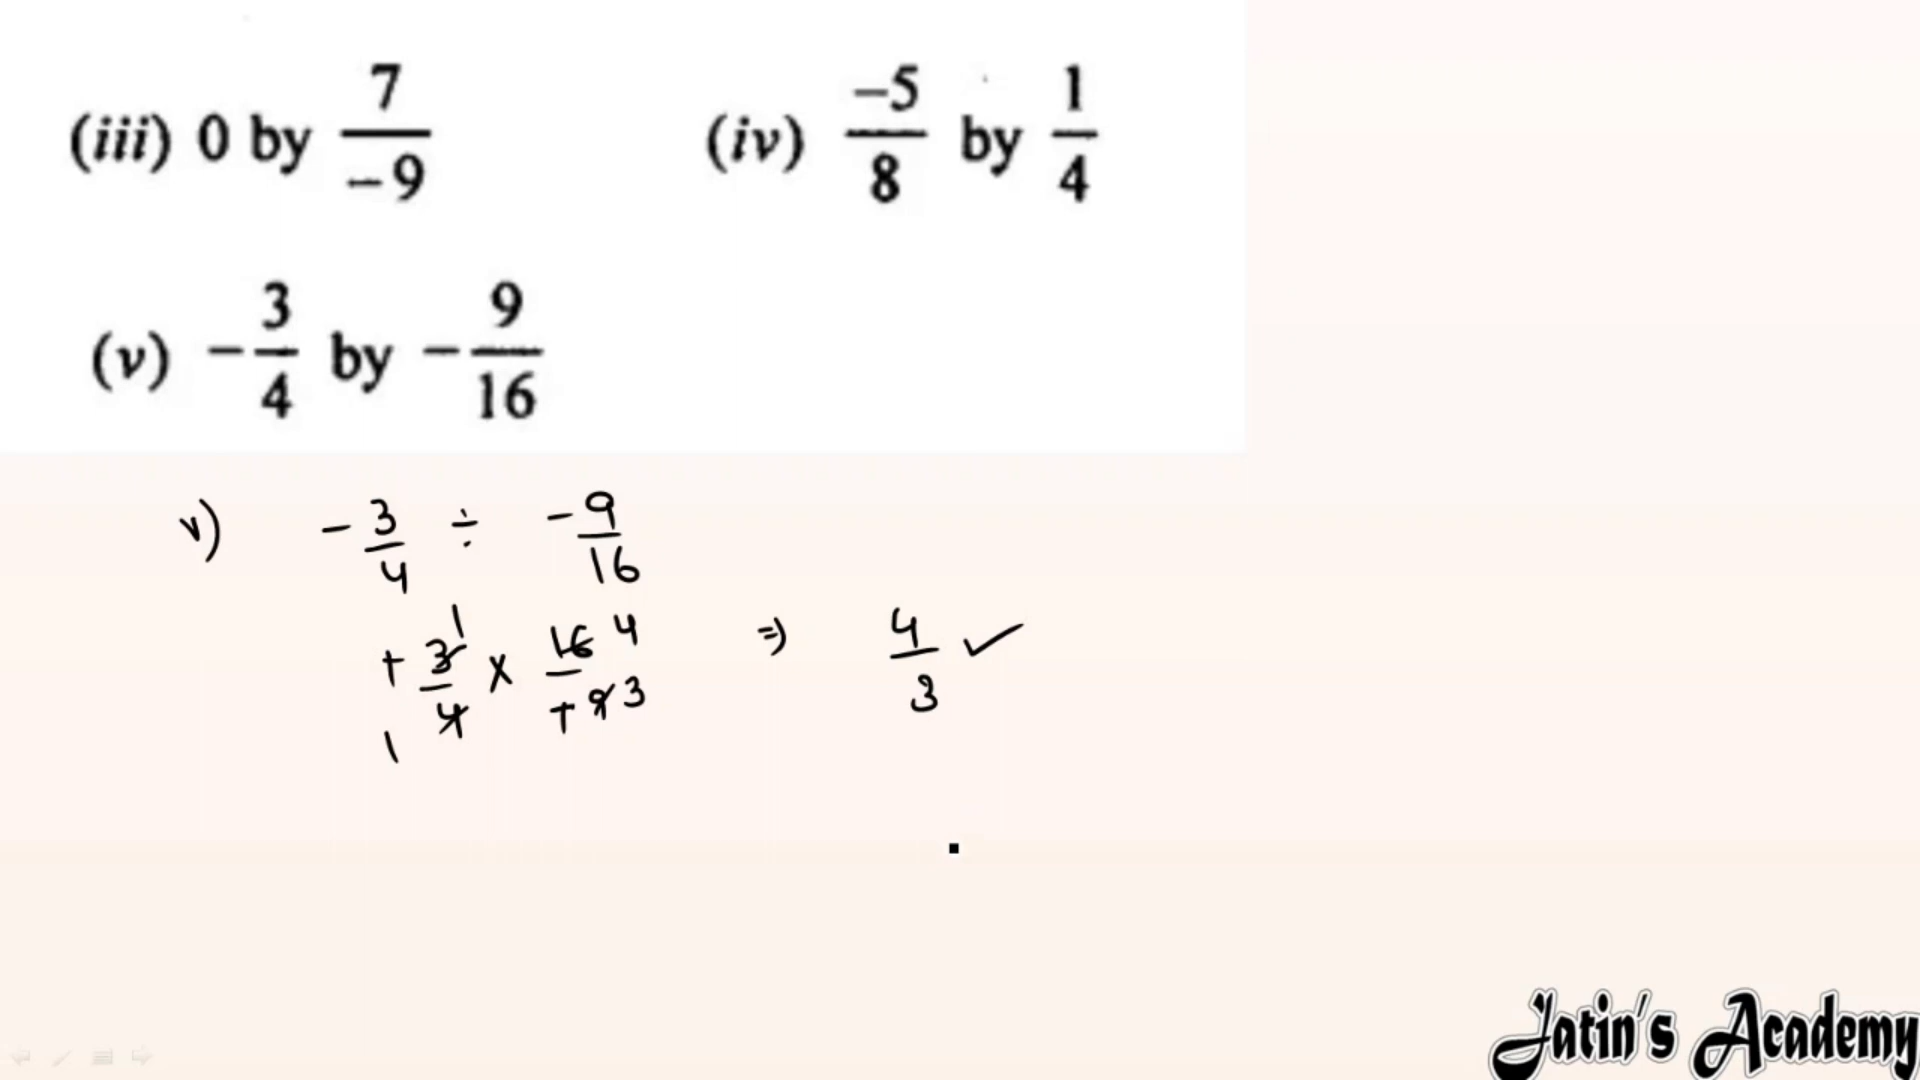 (iii) 0 by 7/-9 (iv) -5/8 by 1/4
(v) -3/4 by -9/16
v) -3/4 ÷ -9/16
+ 3/4 1 1 × 16/+9 4 3 ⇒ 4/3 ✓
Jatin's Academy